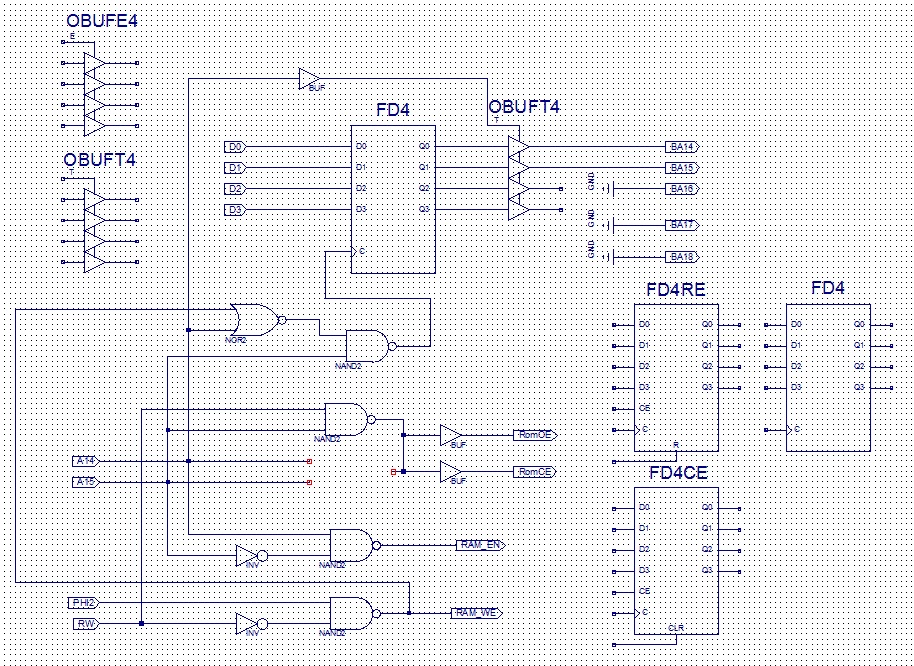 OBUFE4
E
OBUFT4
T
BUF
FD4
D0
D1
D2
D3
D0
D1
D2
D3
C
Q0
Q1
Q2
Q3
OBUFT4
T
BA14
BA15
GND
BA16
GND
BA17
GND
BA18
NOR2
NAND2
NAND2
A14
A15
BUF
RomOE
BUF
RomCE
INV
NAND2
RAM_EN
PHI2
RW
INV
NAND2
RAM_WE
FD4RE
D0
D1
D2
D3
CE
C
R
Q0
Q1
Q2
Q3
FD4
D0
D1
D2
D3
C
Q0
Q1
Q2
Q3
FD4CE
D0
D1
D2
D3
CE
C
CLR
Q0
Q1
Q2
Q3